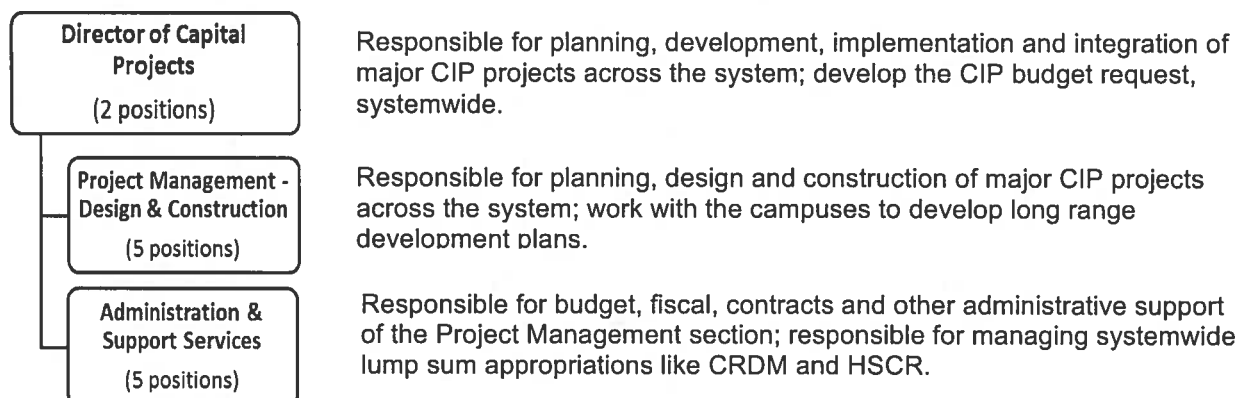 Director of Capital
Projects
(2 positions)
Responsible for planning, development, implementation and integration of
major CIP projects across the system; develop the CIP budget request,
systemwide.
Project Management -
Design & Construction
(5 positions)
Responsible for planning, design and construction of major CIP projects
across the system; work with the campuses to develop long range
development plans.
Administration &
Support Services
(5 positions)
Responsible for budget, fiscal, contracts and other administrative support
of the Project Management section; responsible for managing systemwide
lump sum appropriations like CRDM and HSCR.